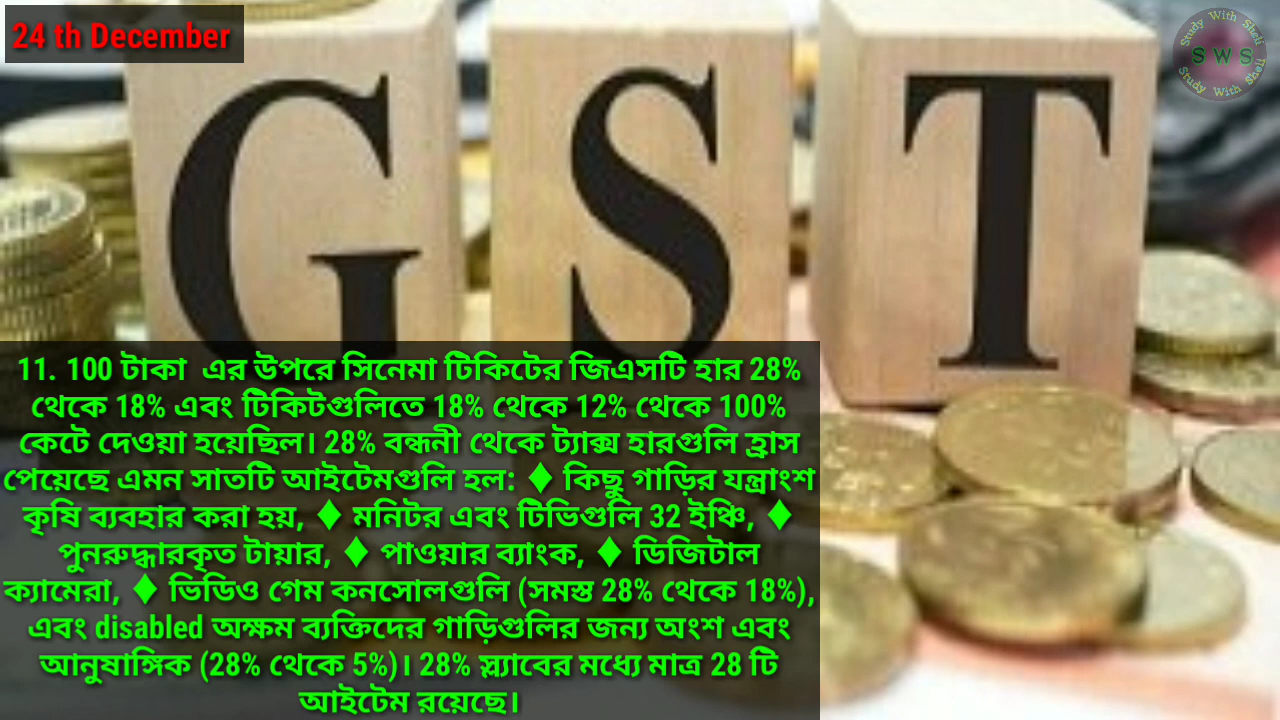 24 th December
Study With Sheli
S W S
Study With Sheli
G S T
11. 100 টাকা এর উপরে সিনেমা টিকিটের জিএসটি হার 28%
থেকে 18% এবং টিকিটগুলিতে 18% থেকে 12% থেকে 100%
কেটে দেওয়া হয়েছিল। 28% বন্ধনী থেকে ট্যাক্স হারগুলি হ্রাস
পেয়েছে এমন সাতটি আইটেমগুলি হল: ♦ কিছু গাড়ির যন্ত্রাংশ
কৃষি ব্যবহার করা হয়, ♦ মনিটর এবং টিভিগুলি 32 ইঞ্চি, ♦
পুনরুদ্ধারকৃত টায়ার, ♦ পাওয়ার ব্যাংক, ♦ ডিজিটাল
ক্যামেরা, ♦ ভিডিও গেম কনসোলগুলি (সমস্ত 28% থেকে 18%),
এবং disabled অক্ষম ব্যক্তিদের গাড়িগুলির জন্য অংশ এবং
আনুষাঙ্গিক (28% থেকে 5%)। 28% স্ল্যাবের মধ্যে মাত্র 28 টি
আইটেম রয়েছে।